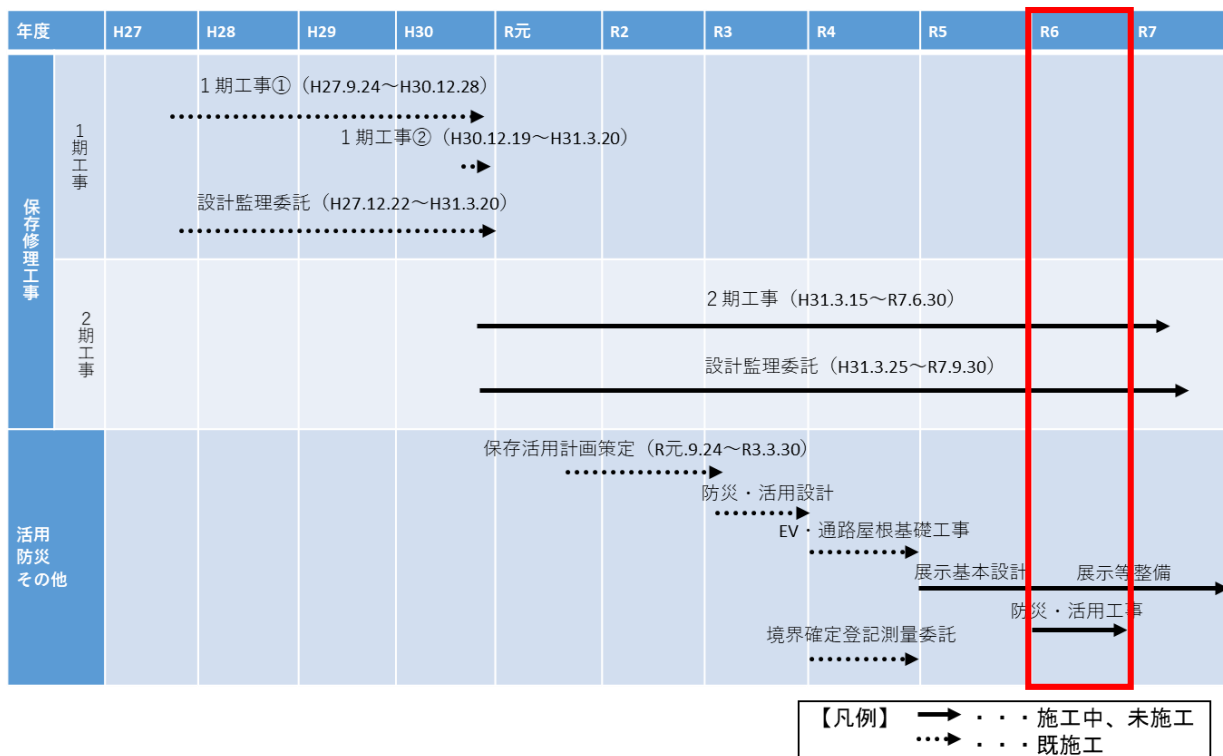 年度 H27 H28 H29 H30 R元 R2 R3 R4 R5 R6 R7
保存修理工事
1期工事
１期工事①（H27.9.24～H30.12.28）
１期工事②（H30.12.19～H31.3.20）
設計監理委託（H27.12.22～H31.3.20）
2期工事
２期工事（H31.3.15～R7.6.30）
設計監理委託（H31.3.25～R7.9.30）
活用
防災
その他
保存活用計画策定（R元.9.24～R3.3.30）
防災・活用設計
EV・通路屋根基礎工事
展示基本設計 展示等整備
防災・活用工事
境界確定登記測量委託
【凡例】 ・・・施工中、未施工
・・・既施工